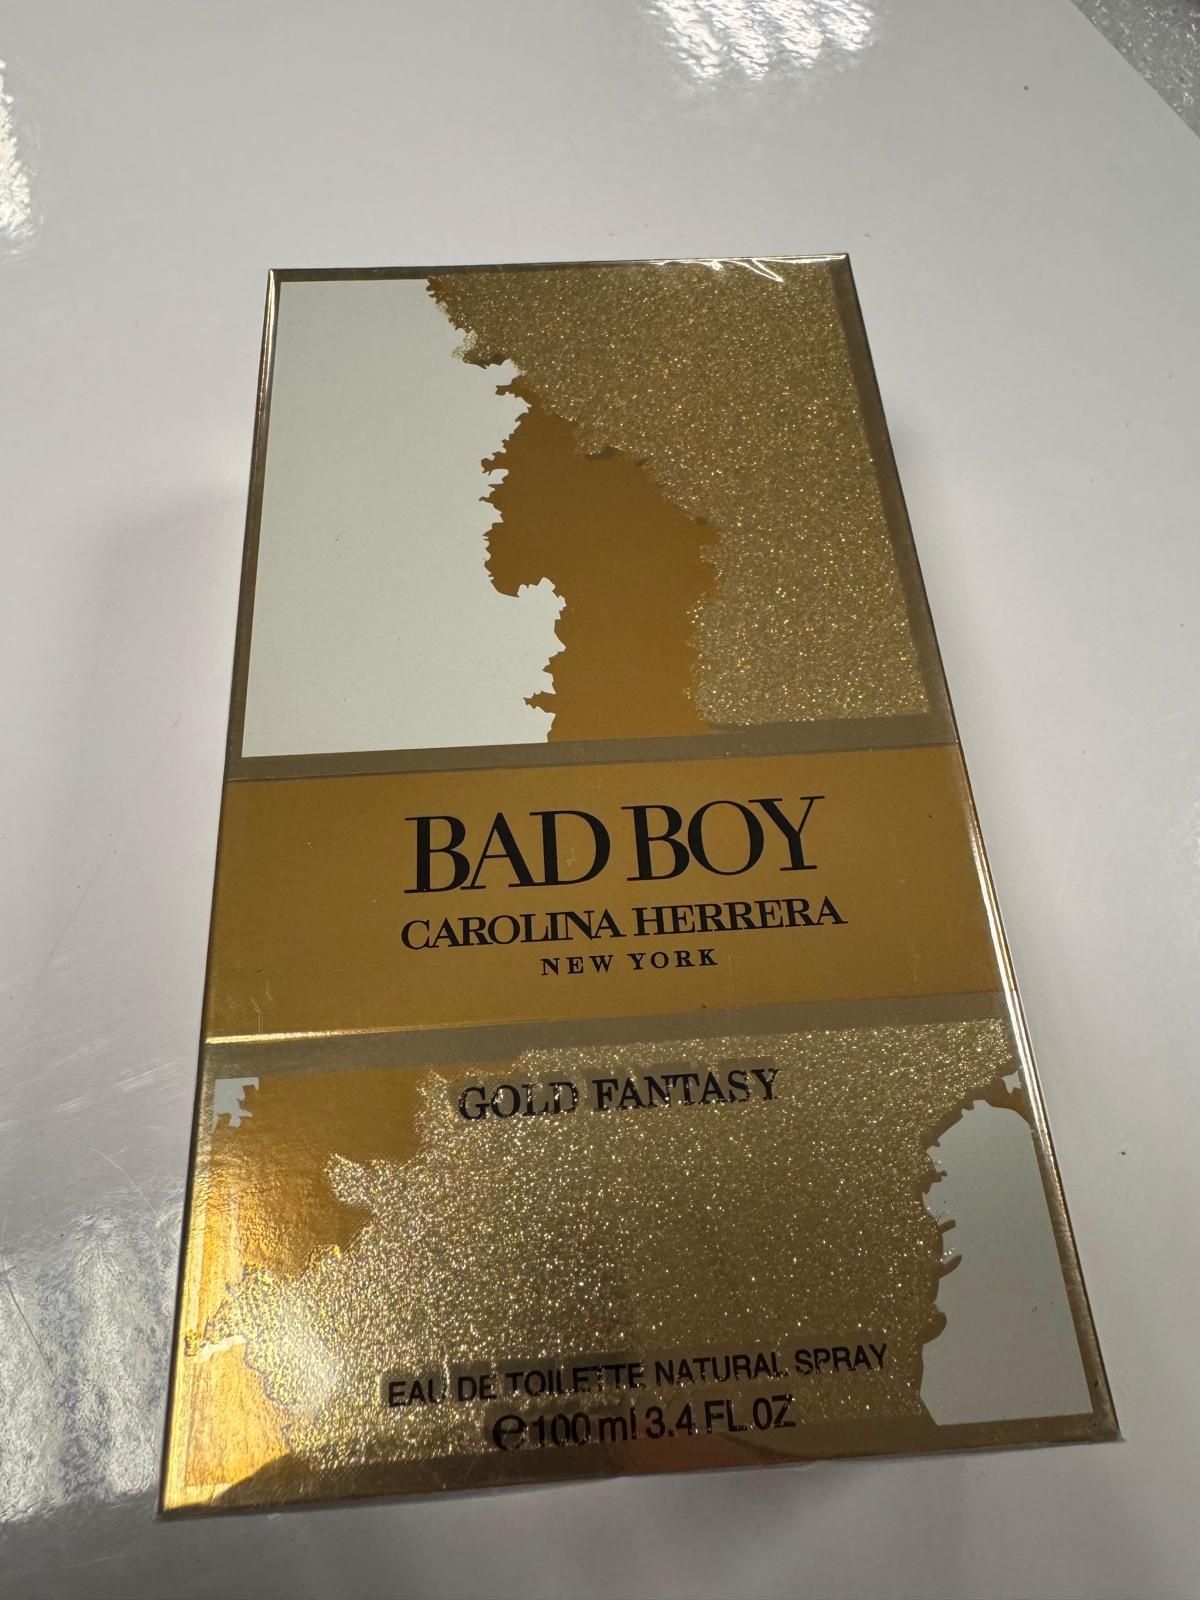 BAD BOY
CAROLINA HERRERA
NEW YORK
GOLD FANTASY
EAU DE TOILETTE NATURAL SPRAY
℮ 100 ml 3.4 FL OZ